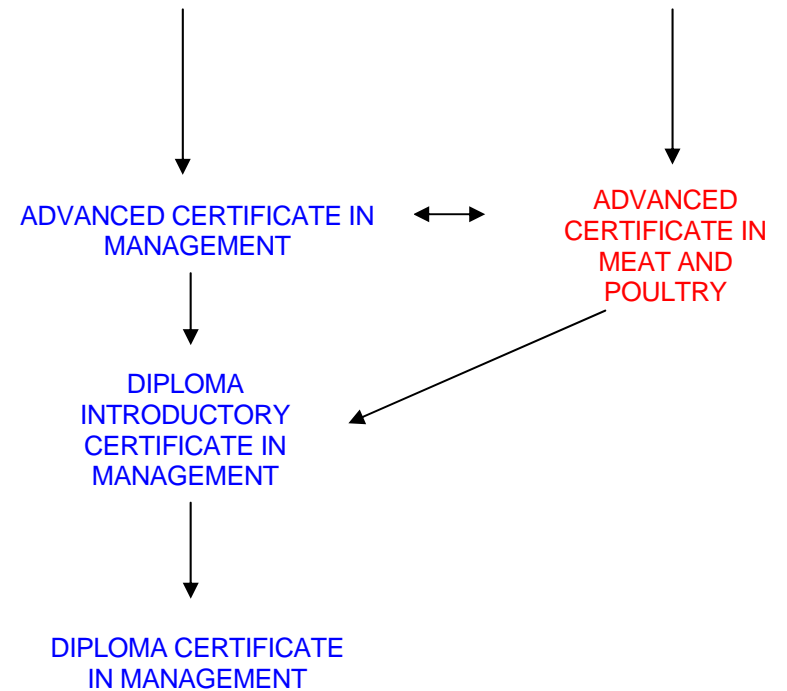 ADVANCED CERTIFICATE IN
MANAGEMENT
ADVANCED
CERTIFICATE IN
MEAT AND
POULTRY
DIPLOMA
INTRODUCTORY
CERTIFICATE IN
MANAGEMENT
DIPLOMA CERTIFICATE
IN MANAGEMENT